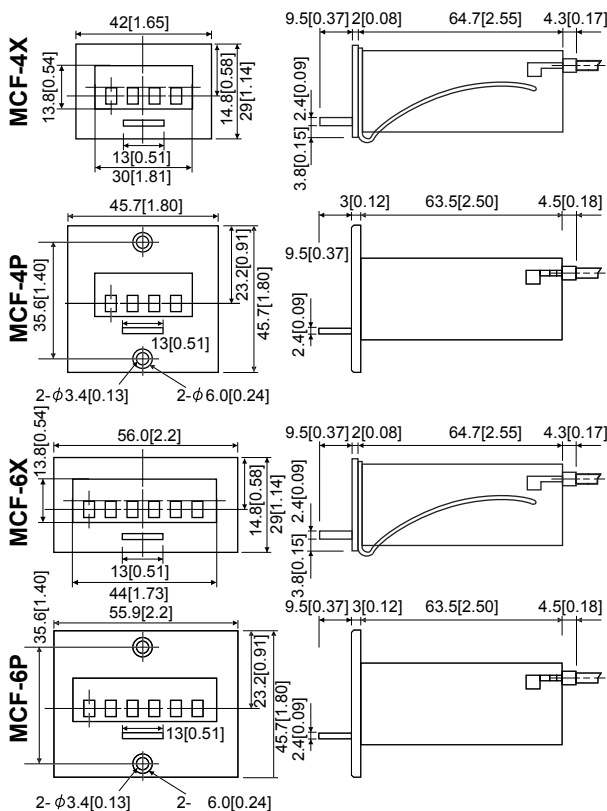 MCF-4X
42[1.65]
13.8[0.54]
14.8[0.58]
29[1.14]
13[0.51]
30[1.81]
9.5[0.37] 2[0.08] 64.7[2.55] 4.3[0.17]
2.4[0.09]
3.8[0.15]
MCF-4P
45.7[1.80]
35.6[1.40]
23.2[0.91]
45.7[1.80]
13[0.51]
2-ϕ3.4[0.13] 2-ϕ6.0[0.24]
3[0.12] 63.5[2.50] 4.5[0.18]
9.5[0.37]
2.4[0.09]
MCF-6X
56.0[2.2]
13.8[0.54]
14.8[0.58]
29[1.14]
13[0.51]
44[1.73]
9.5[0.37] 2[0.08] 64.7[2.55] 4.3[0.17]
2.4[0.09]
3.8[0.15]
MCF-6P
55.9[2.2]
35.6[1.40]
23.2[0.91]
45.7[1.80]
13[0.51]
2-ϕ3.4[0.13] 2- 6.0[0.24]
9.5[0.37] 3[0.12] 63.5[2.50] 4.5[0.18]
2.4[0.09]